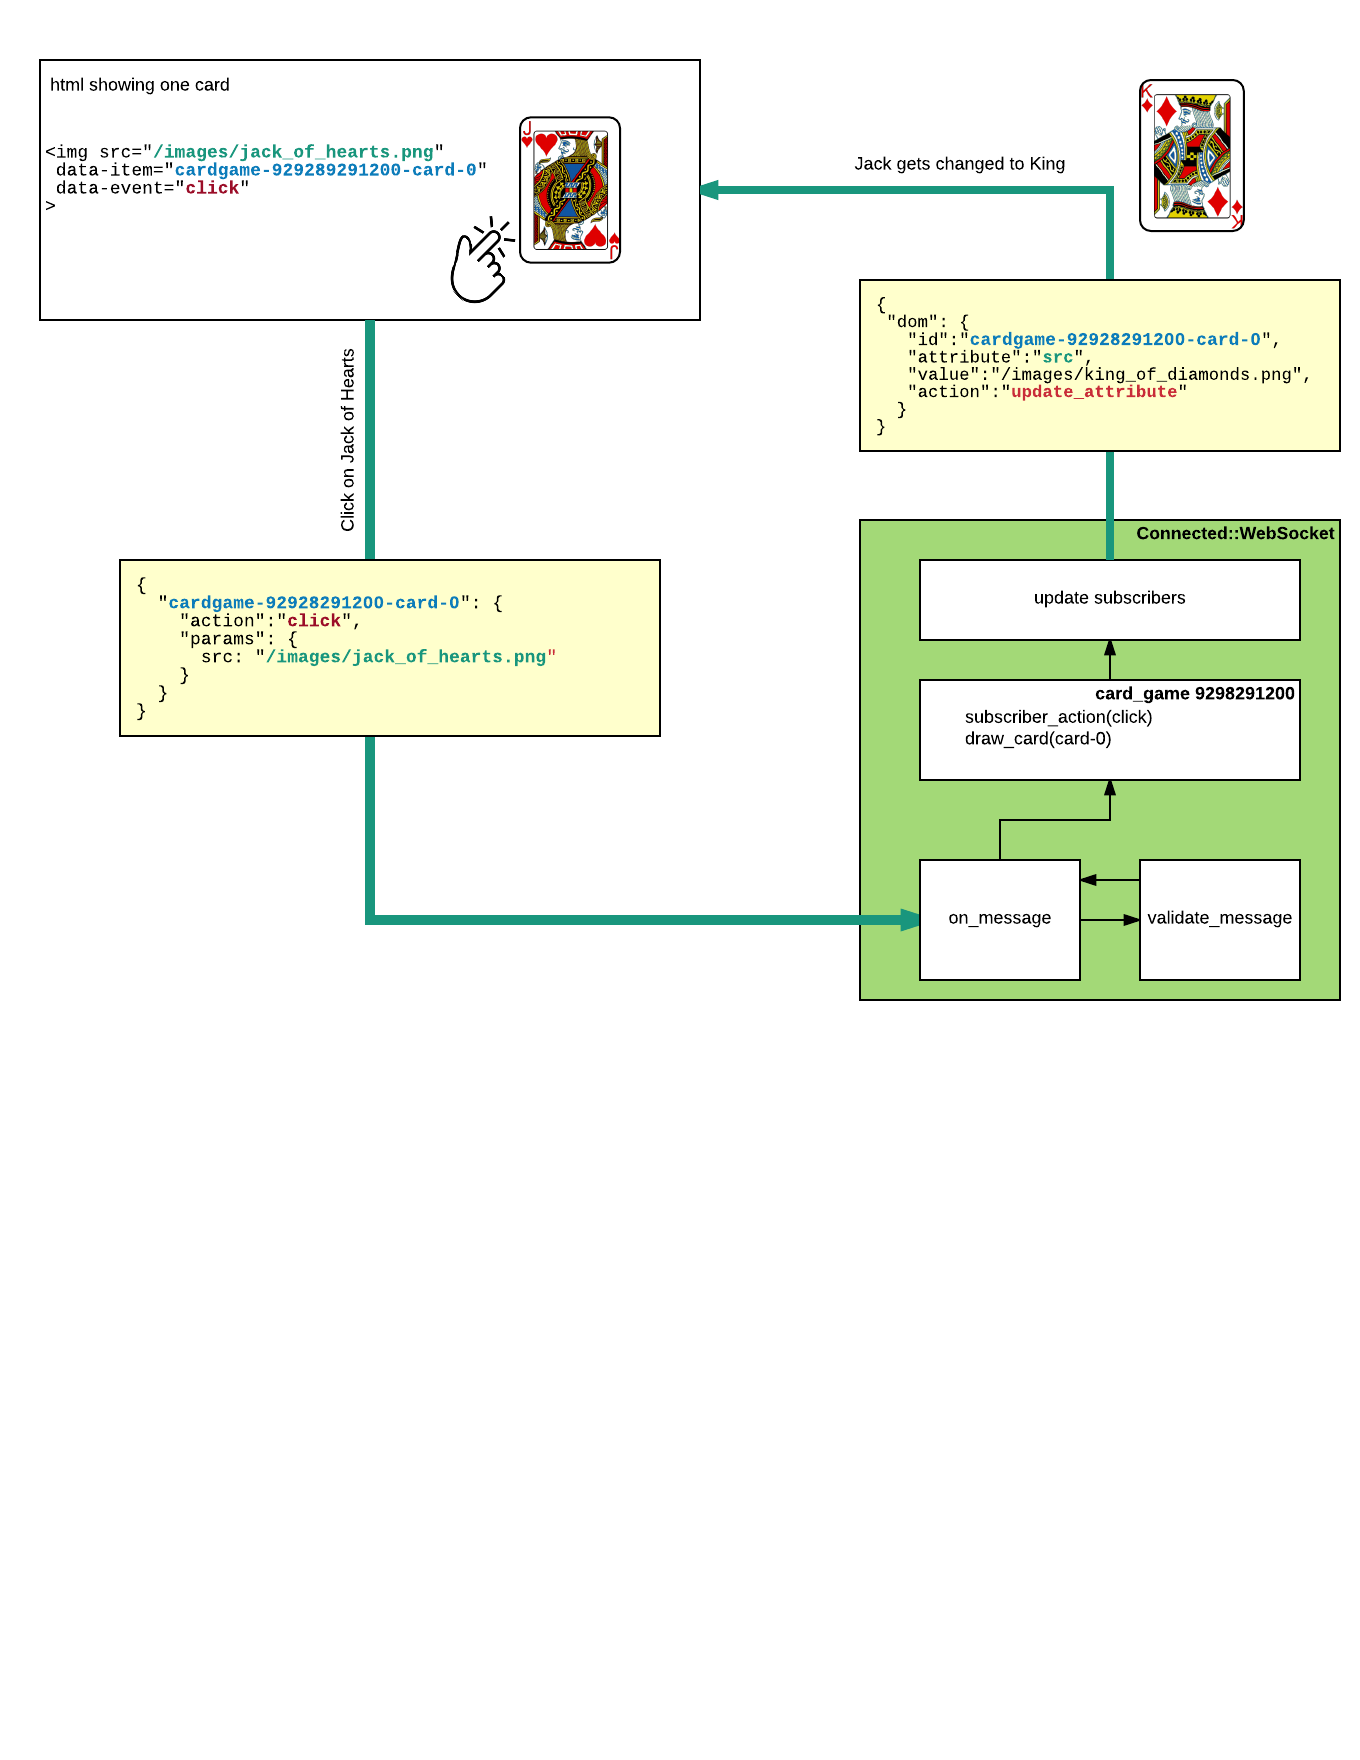 html showing one card
<img src="/images/jack_of_hearts.png"
data-item="cardgame-929289291200-card-0"
data-event="click"
>
J
J
Jack gets changed to King
K
K
{
"dom": {
"id":"cardgame-9292891200-card-0",
"attribute":"src",
"value":"/images/king_of_diamonds.png",
"action":"update_attribute"
}
}
Click on Jack of Hearts
{
"cardgame-9292891200-card-0": {
"action":"click",
"params": {
src: "/images/jack_of_hearts.png"
}
}
}
Connected::WebSocket
update subscribers
card_game 9298291200
subscriber_action(click)
draw_card(card-0)
on_message
validate_message